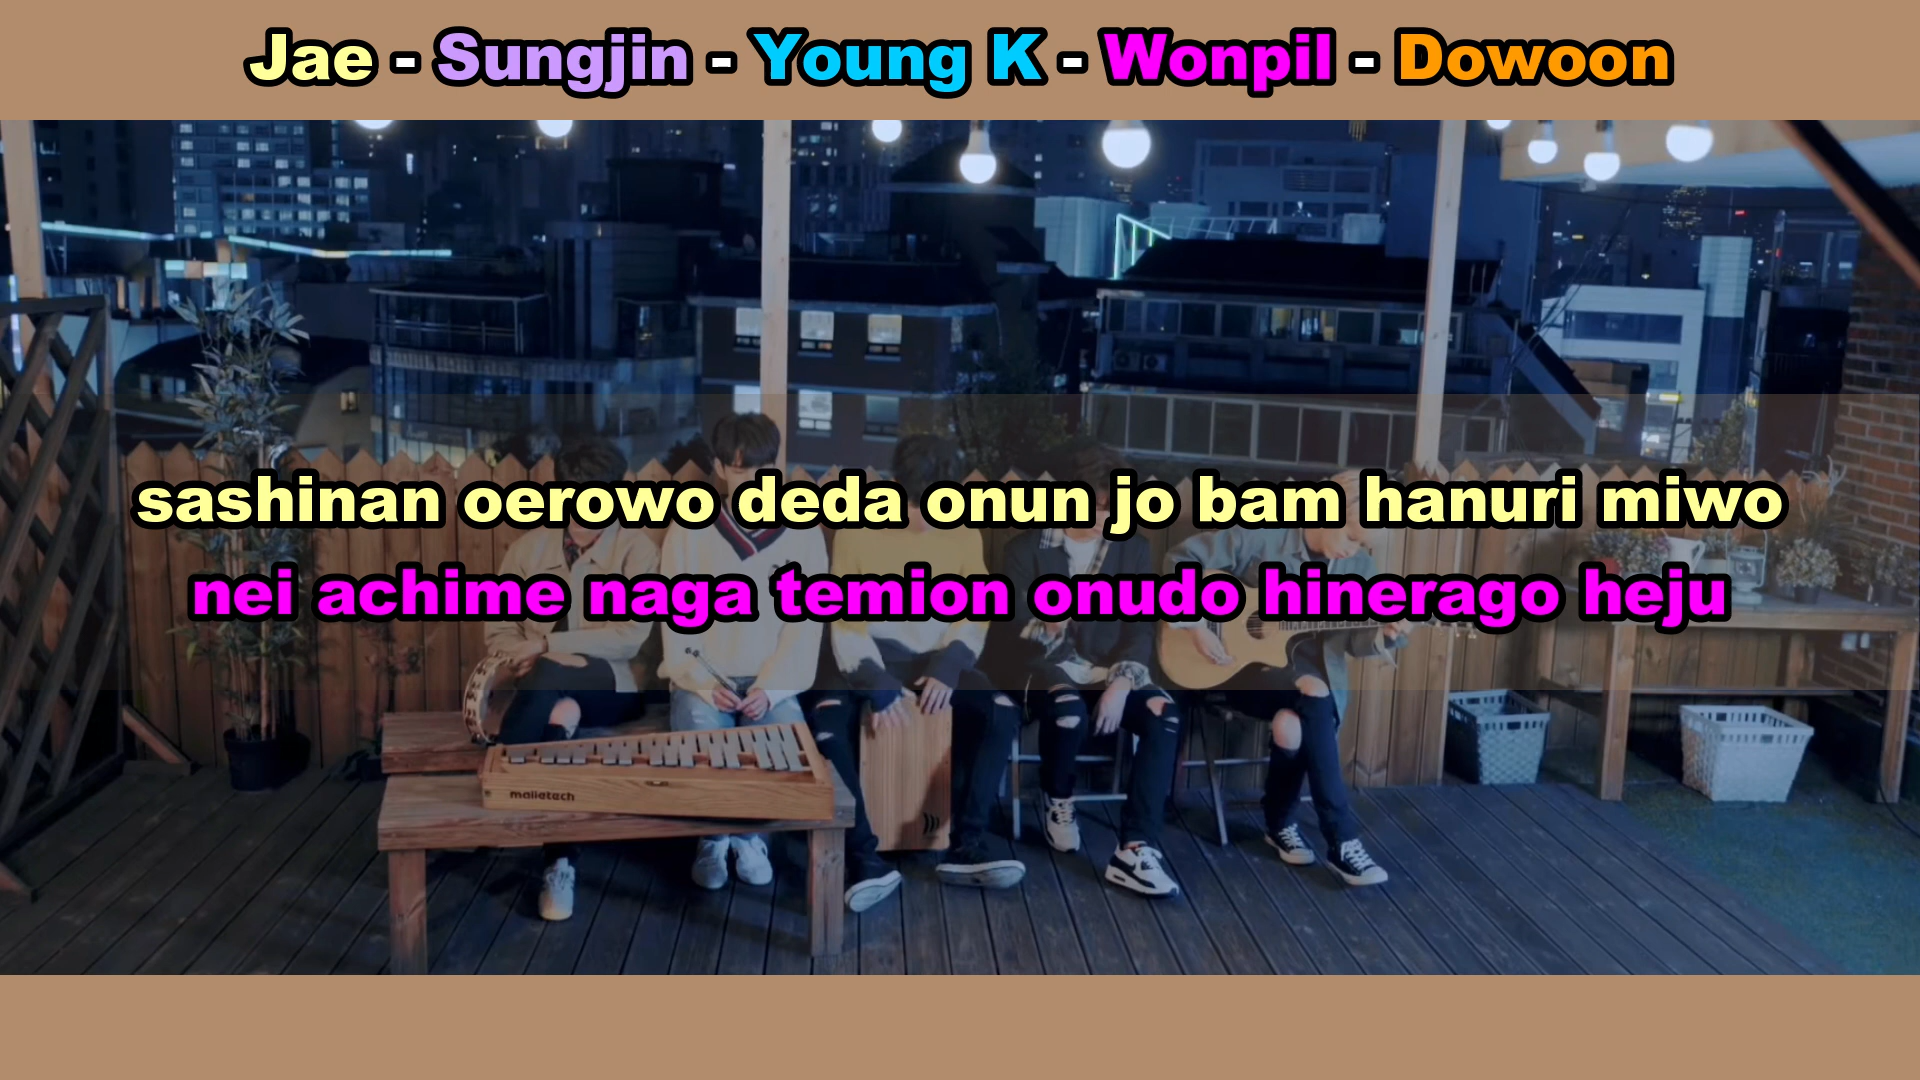 Jae - Sungjin - Young K - Wonpil - Dowoon
sashinan oerowo deda onun jo bam hanuri miwo
nei achime naga temion onudo hinerago heju
malletech